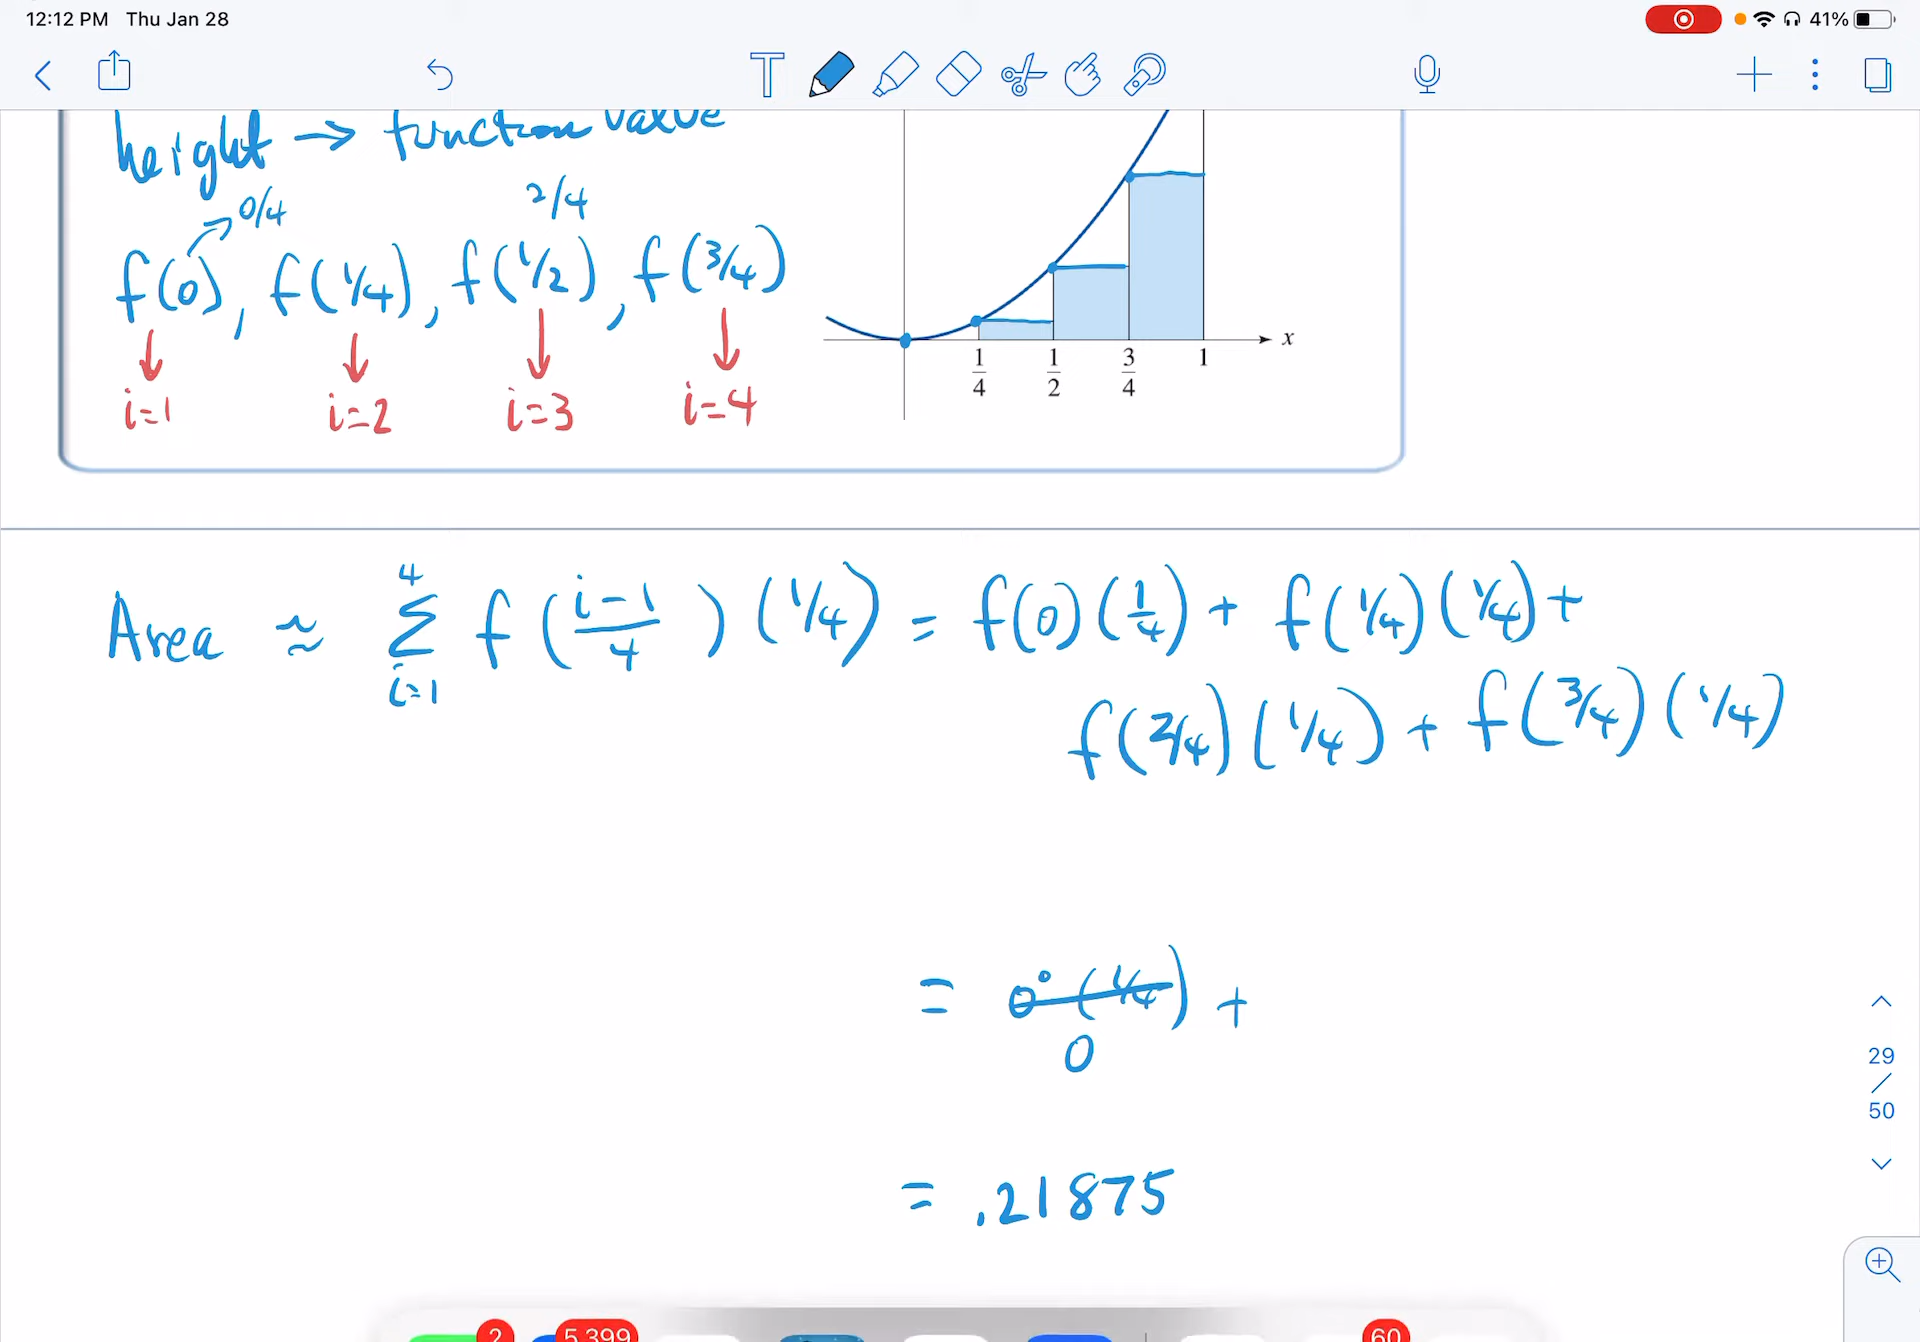 12:12 PM Thu Jan 28
41%
T
height → function value
0/4 2/4
f(0), f(1/4), f(1/2), f(3/4)
i=1 i=2 i=3 i=4
x
1/4 1/2 3/4 1
Area ≈ 4 Σ i=1 f((i-1)/4)(1/4) = f(0)(1/4) + f(1/4)(1/4) +
f(2/4)(1/4) + f(3/4)(1/4)
= 0°(1/4) +
0
= .21875
29
/
50
2 5,399 60